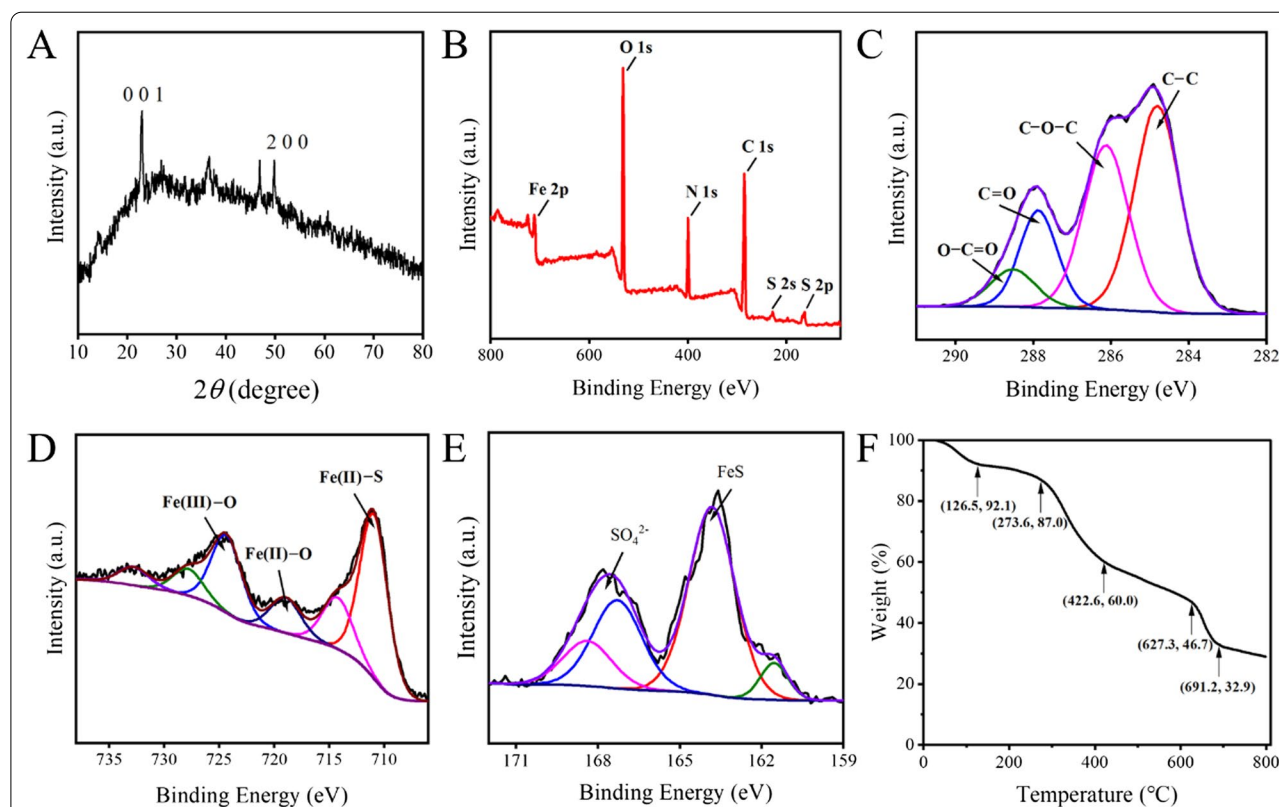 A
0 0 1
2 0 0
Intensity (a.u.)
10 20 30 40 50 60 70 80
2θ (degree)
B
O 1s
C 1s
Fe 2p
N 1s
S 2s S 2p
Intensity (a.u.)
800 600 400 200
Binding Energy (eV)
C
C−C
C−O−C
C=O
O−C=O
Intensity (a.u.)
290 288 286 284 282
Binding Energy (eV)
D
Fe(II)−S
Fe(III)−O
Fe(II)−O
Intensity (a.u.)
735 730 725 720 715 710
Binding Energy (eV)
E
FeS
SO₄²⁻
Intensity (a.u.)
171 168 165 162 159
Binding Energy (eV)
F
100
80
60
40
20
0
(126.5, 92.1)
(273.6, 87.0)
(422.6, 60.0)
(627.3, 46.7)
(691.2, 32.9)
Weight (%)
0 200 400 600 800
Temperature (℃)